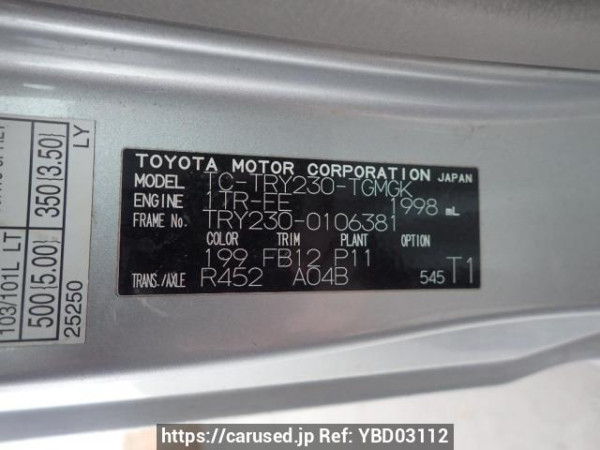 TOYOTA MOTOR CORPORATION JAPAN
MODEL TC-TRY230-TGMGK
ENGINE 1TR-FE 1998 mL
FRAME No. TRY230-0106381
COLOR TRIM PLANT OPTION
199 FB12 P11
TRANS./AXLE R452 A04B 545 T1
103/101L LT
500(5.00) 350(3.50)
25250 LY
https://carused.jp Ref: YBD03112